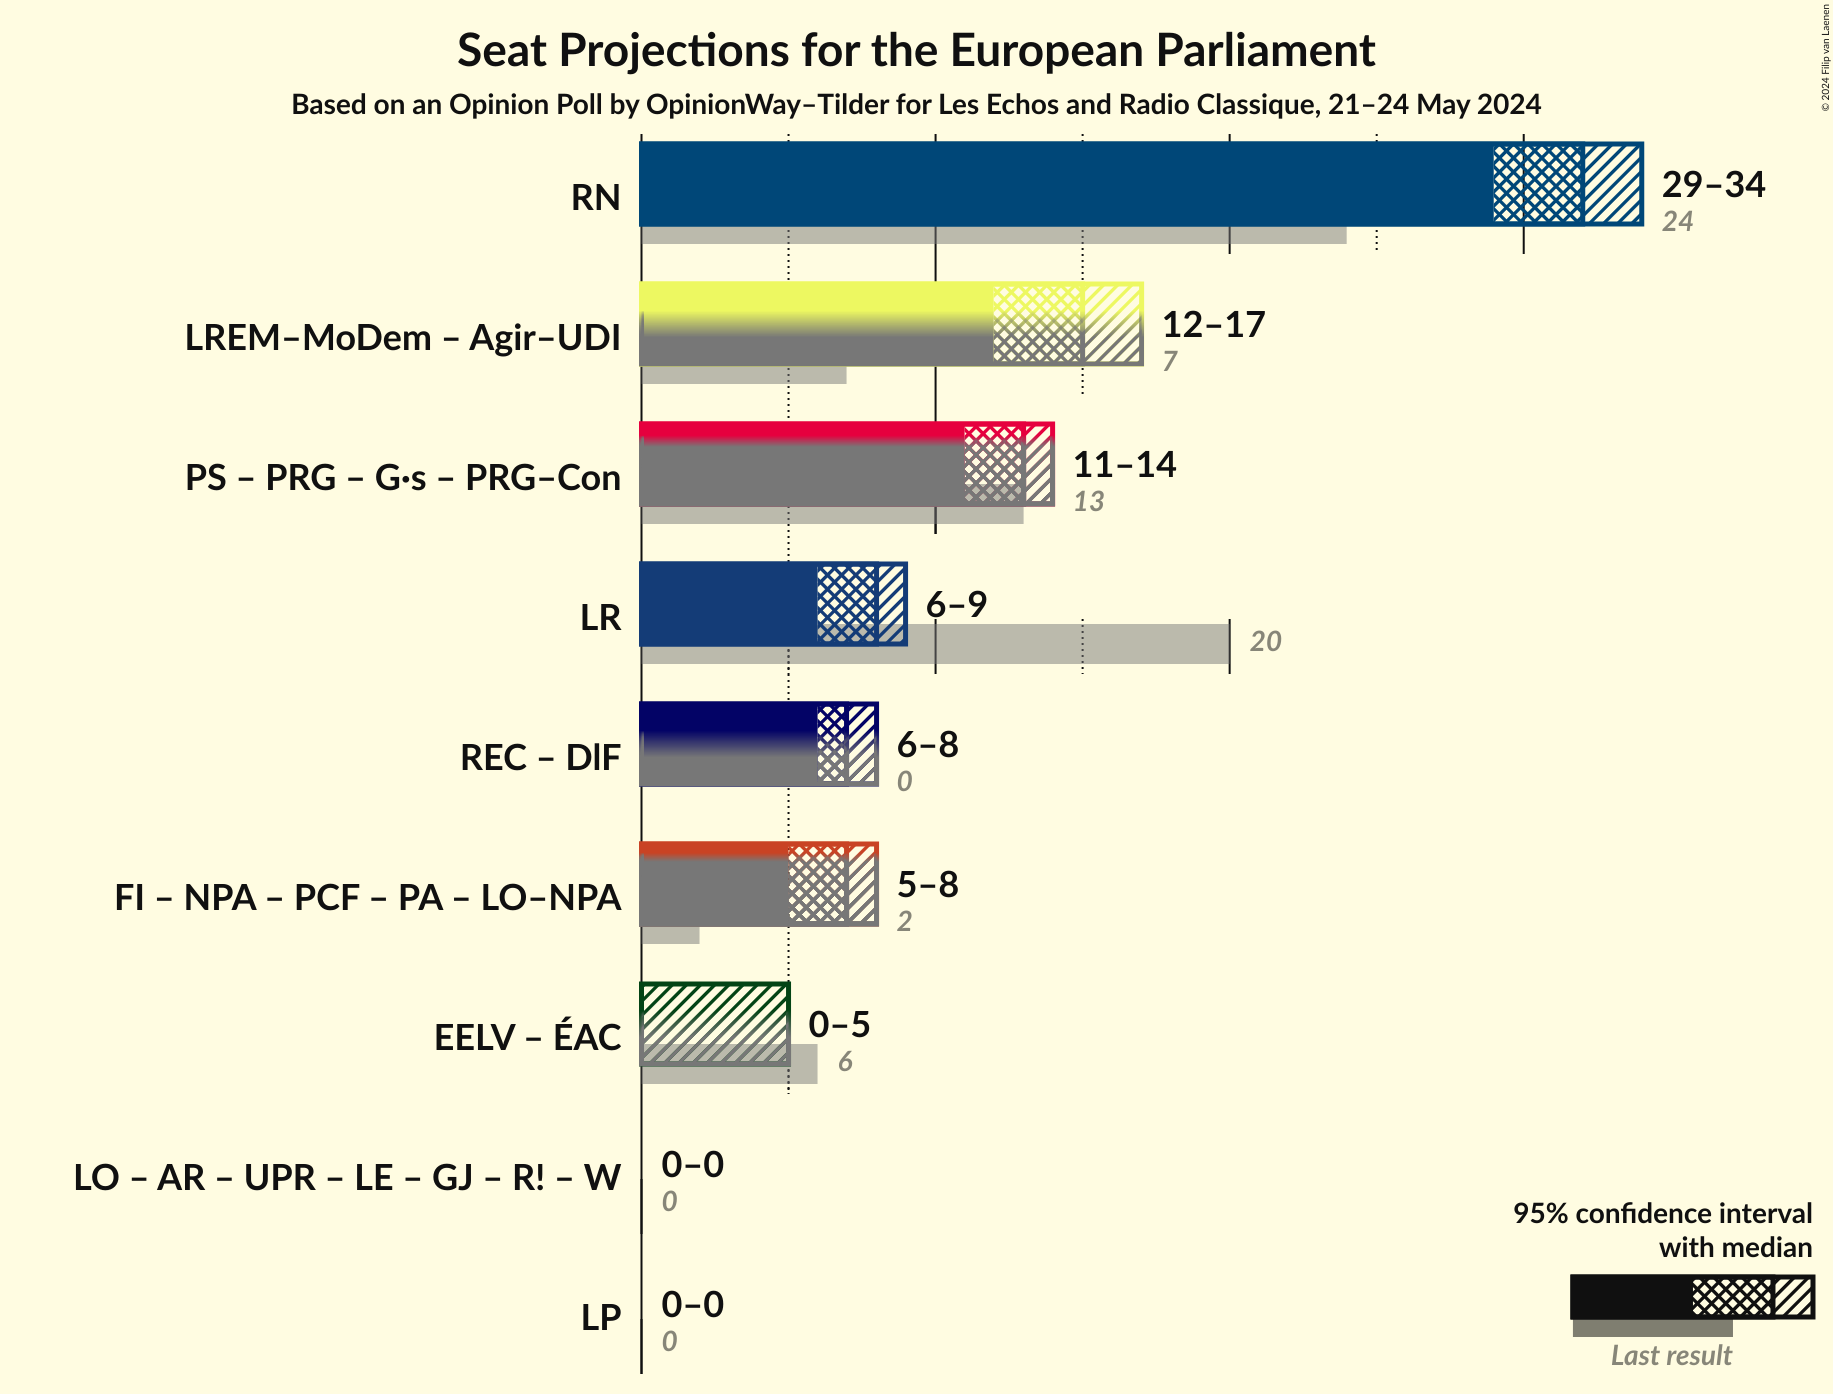 Seat Projections for the European Parliament
Based on an Opinion Poll by OpinionWay–Tilder for Les Echos and Radio Classique, 21–24 May 2024
© 2024 Filip van Laenen
RN
29–34
24
LREM–MoDem – Agir–UDI
12–17
7
PS – PRG – G·s – PRG–Con
11–14
13
LR
6–9
20
REC – DlF
6–8
0
FI – NPA – PCF – PA – LO–NPA
5–8
2
EELV – ÉAC
0–5
6
LO – AR – UPR – LE – GJ – R! – W
0–0
0
LP
0–0
0
95% confidence interval
with median
Last result